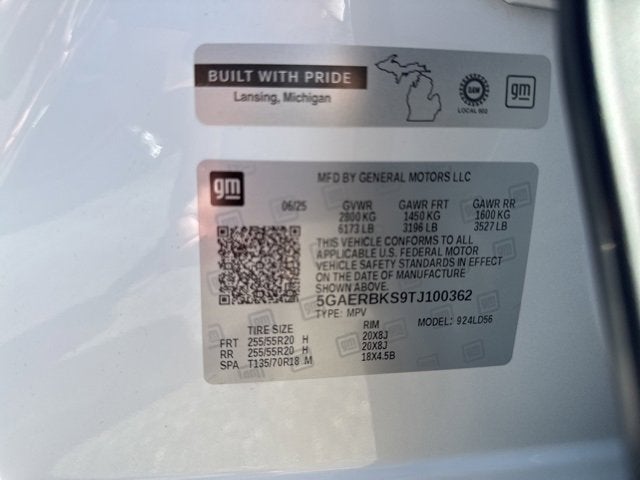 BUILT WITH PRIDE
Lansing, Michigan
UAW
LOCAL 602
gm
gm
MFD BY GENERAL MOTORS LLC
06/25 GVWR GAWR FRT GAWR RR
2800 KG 1450 KG 1600 KG
6173 LB 3196 LB 3527 LB
THIS VEHICLE CONFORMS TO ALL
APPLICABLE U.S. FEDERAL MOTOR
VEHICLE SAFETY STANDARDS IN EFFECT
ON THE DATE OF MANUFACTURE
SHOWN ABOVE.
5GAERBKS9TJ100362
TYPE: MPV MODEL: 924LD56
TIRE SIZE RIM
FRT 255/55R20 H 20X8J
RR 255/55R20 H 20X8J
SPA T135/70R18 M 18X4.5B